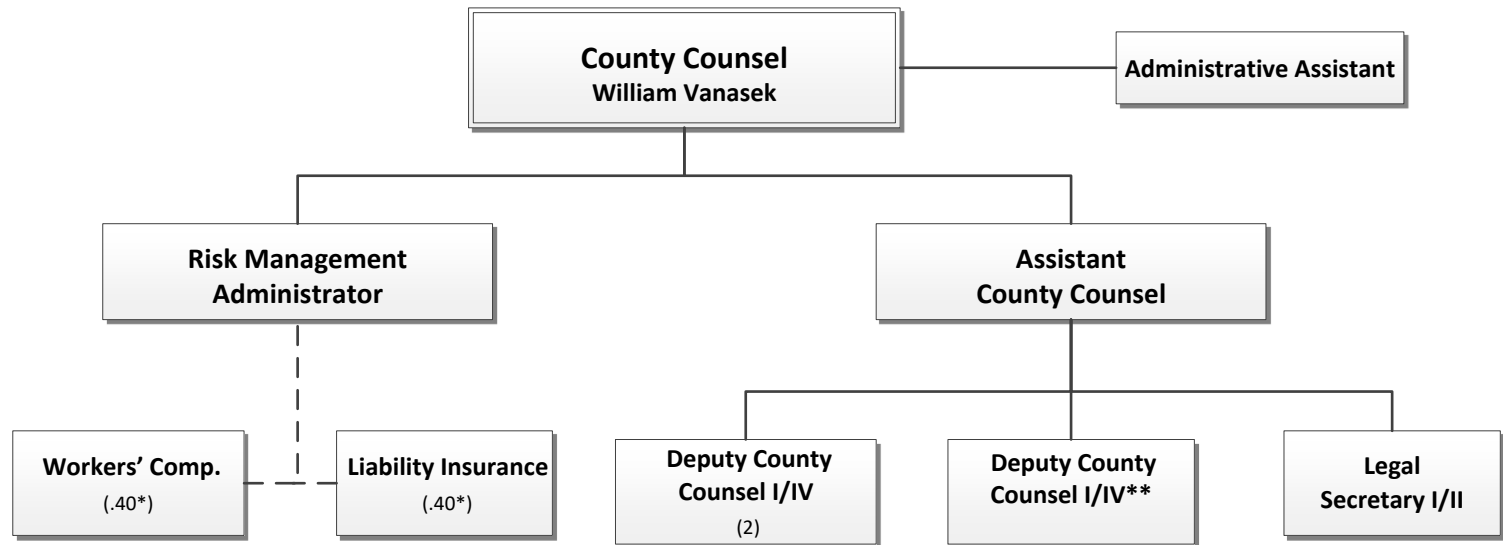 County Counsel
William Vanasek
Administrative Assistant
Risk Management
Administrator
Assistant
County Counsel
Workers’ Comp.
(.40*)
Liability Insurance
(.40*)
Deputy County
Counsel I/IV
(2)
Deputy County
Counsel I/IV**
Legal
Secretary I/II